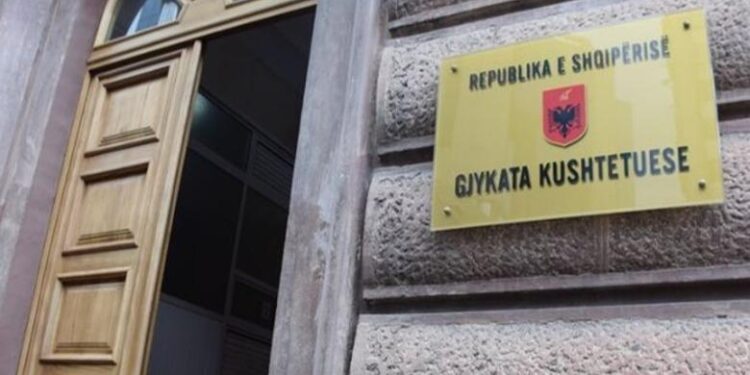 REPUBLIKA E SHQIPËRISË
GJYKATA KUSHTETUESE